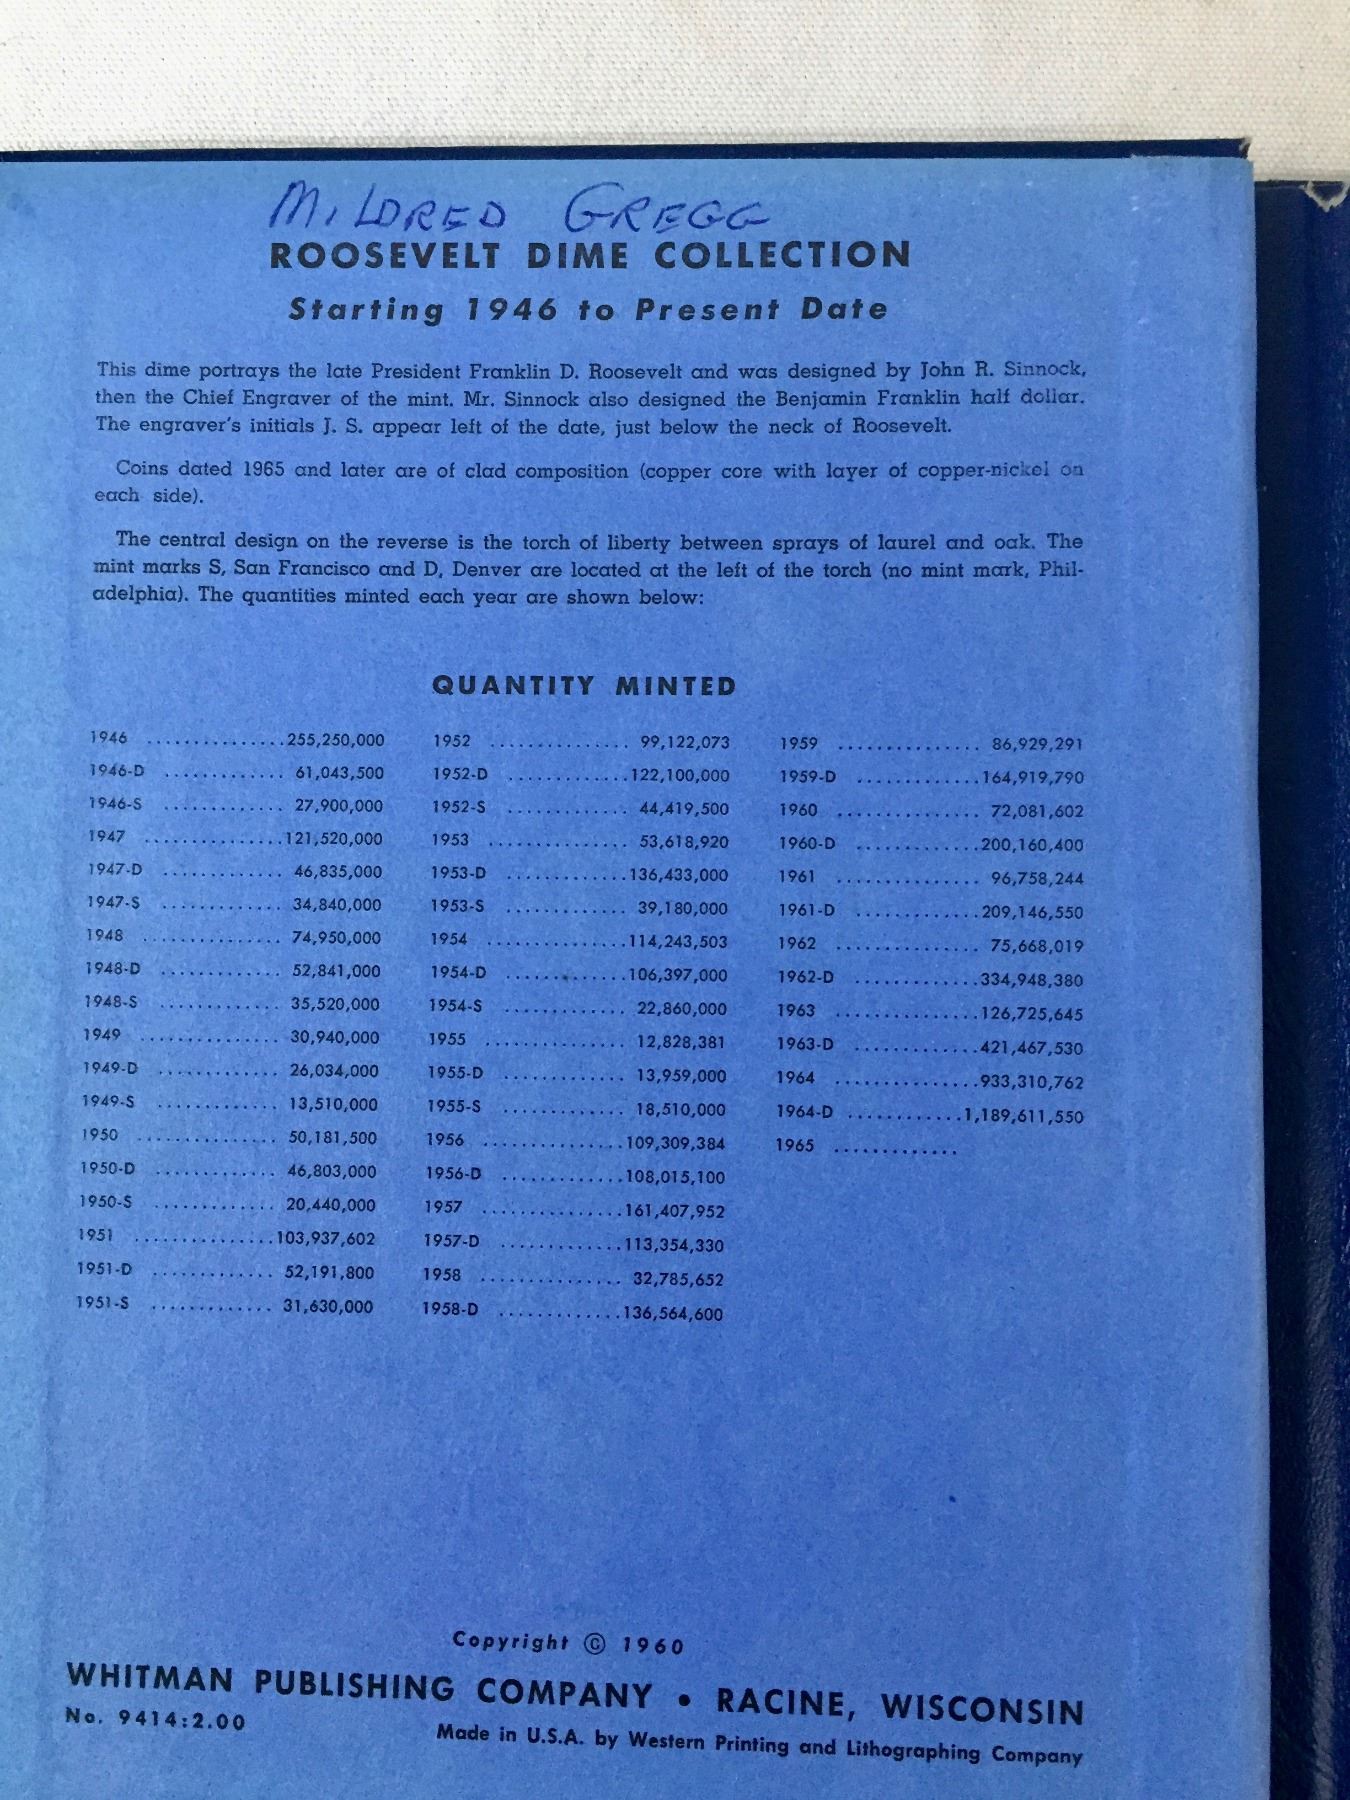 MILDRED GREGG
ROOSEVELT DIME COLLECTION
Starting 1946 to Present Date
This dime portrays the late President Franklin D. Roosevelt and was designed by John R. Sinnock,
then the Chief Engraver of the mint. Mr. Sinnock also designed the Benjamin Franklin half dollar.
The engraver's initials J. S. appear left of the date, just below the neck of Roosevelt.
Coins dated 1965 and later are of clad composition (copper core with layer of copper-nickel on
each side).
The central design on the reverse is the torch of liberty between sprays of laurel and oak. The
mint marks S, San Francisco and D, Denver are located at the left of the torch (no mint mark, Phil-
adelphia). The quantities minted each year are shown below:
QUANTITY MINTED
1946 ...............255,250,000
1946-D ............. 61,043,500
1946-S ............. 27,900,000
1947 ...............121,520,000
1947-D ............. 46,835,000
1947-S ............. 34,840,000
1948 ............... 74,950,000
1948-D ............. 52,841,000
1948-S ............. 35,520,000
1949 ............... 30,940,000
1949-D ............. 26,034,000
1949-S ............. 13,510,000
1950 ............... 50,181,500
1950-D ............. 46,803,000
1950-S ............. 20,440,000
1951 ...............103,937,602
1951-D ............. 52,191,800
1951-S ............. 31,630,000
1952 ............... 99,122,073
1952-D .............122,100,000
1952-S ............. 44,419,500
1953 ............... 53,618,920
1953-D .............136,433,000
1953-S ............. 39,180,000
1954 ...............114,243,503
1954-D .............106,397,000
1954-S ............. 22,860,000
1955 ............... 12,828,381
1955-D ............. 13,959,000
1955-S ............. 18,510,000
1956 ...............109,309,384
1956-D .............108,015,100
1957 ...............161,407,952
1957-D .............113,354,330
1958 ............... 32,785,652
1958-D .............136,564,600
1959 ............... 86,929,291
1959-D .............164,919,790
1960 ............... 72,081,602
1960-D .............200,160,400
1961 ............... 96,758,244
1961-D .............209,146,550
1962 ............... 75,668,019
1962-D .............334,948,380
1963 ...............126,725,645
1963-D .............421,467,530
1964 ...............933,310,762
1964-D ............1,189,611,550
1965 .............
Copyright © 1960
WHITMAN PUBLISHING COMPANY • RACINE, WISCONSIN
No. 9414:2.00
Made in U.S.A. by Western Printing and Lithographing Company